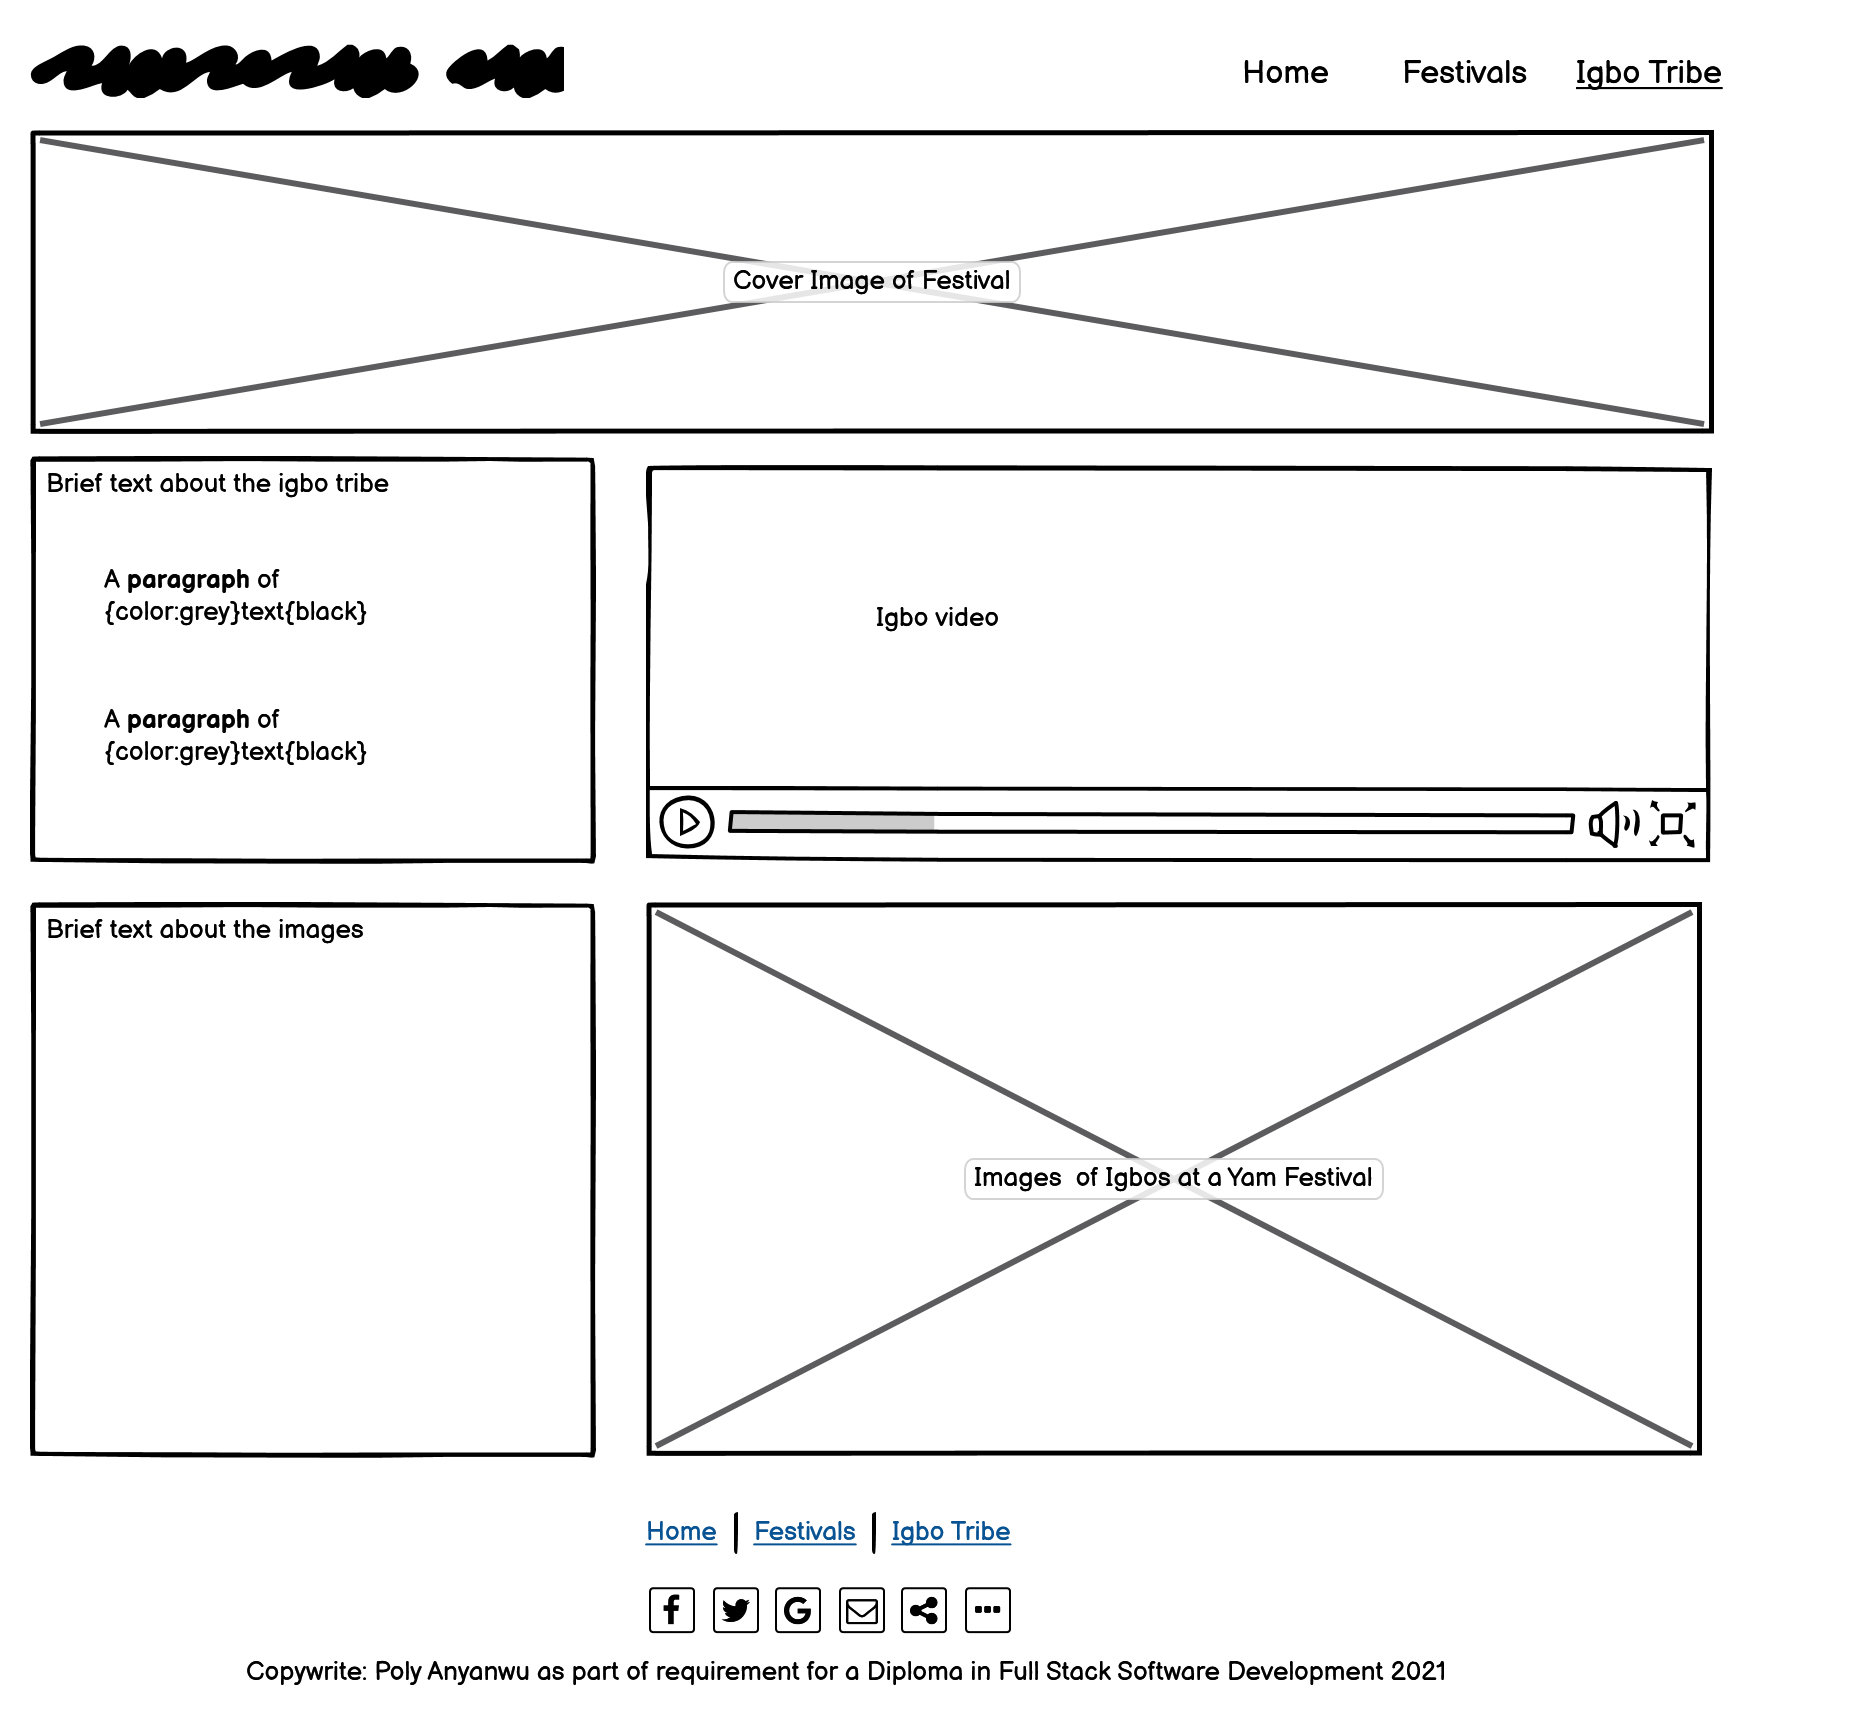 Home Festivals Igbo Tribe
Cover Image of Festival
Brief text about the igbo tribe
A paragraph of
{color:grey}text{black}
A paragraph of
{color:grey}text{black}
Igbo video
Brief text about the images
Images  of Igbos at a Yam Festival
Home Festivals Igbo Tribe
Copywrite: Poly Anyanwu as part of requirement for a Diploma in Full Stack Software Development 2021